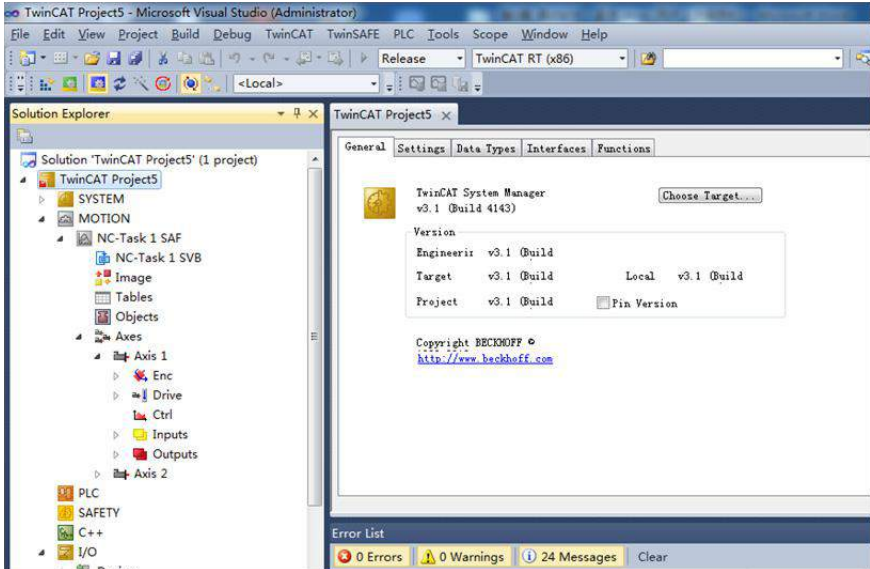 TwinCAT Project5 - Microsoft Visual Studio (Administrator)
File Edit View Project Build Debug TwinCAT TwinSAFE PLC Tools Scope Window Help
Release TwinCAT RT (x86)
<Local>
Solution Explorer
TwinCAT Project5
Solution 'TwinCAT Project5' (1 project)
TwinCAT Project5
SYSTEM
MOTION
NC-Task 1 SAF
NC-Task 1 SVB
Image
Tables
Objects
Axes
Axis 1
Enc
Drive
Ctrl
Inputs
Outputs
Axis 2
PLC
SAFETY
C++
I/O
General Settings Data Types Interfaces Functions
TwinCAT System Manager
v3.1 (Build 4143)
Choose Target...
Version
Engineerin v3.1 (Build
Target v3.1 (Build Local v3.1 (Build
Project v3.1 (Build Pin Version
Copyright BECKHOFF ©
http://www.beckhoff.com
Error List
0 Errors 0 Warnings 24 Messages Clear